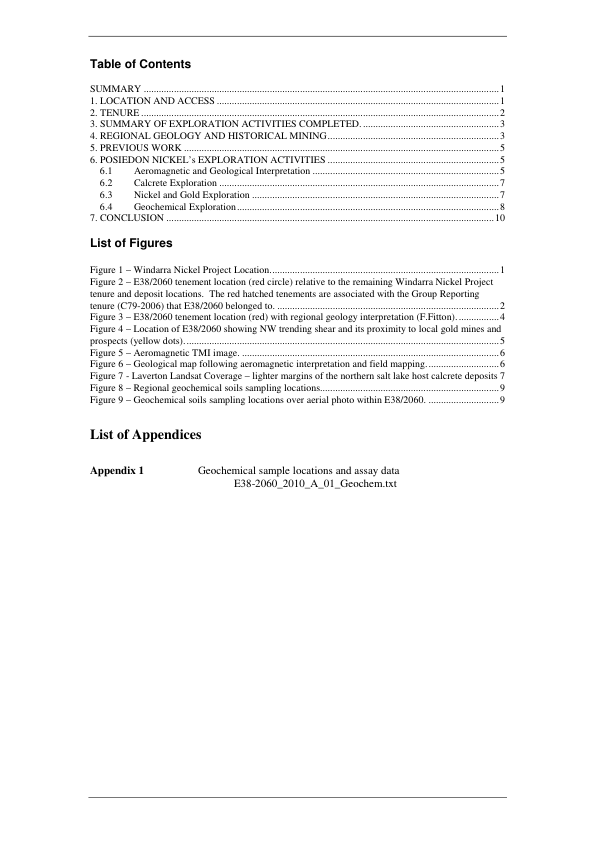 Table of Contents
SUMMARY ........................................................................................................................................ 1
1. LOCATION AND ACCESS ............................................................................................................ 1
2. TENURE ......................................................................................................................................... 2
3. SUMMARY OF EXPLORATION ACTIVITIES COMPLETED. .................................................. 3
4. REGIONAL GEOLOGY AND HISTORICAL MINING ................................................................ 3
5. PREVIOUS WORK ......................................................................................................................... 5
6. POSIEDON NICKEL's EXPLORATION ACTIVITIES ................................................................ 5
6.1 Aeromagnetic and Geological Interpretation ........................................................................ 5
6.2 Calcrete Exploration ............................................................................................................. 7
6.3 Nickel and Gold Exploration ................................................................................................ 7
6.4 Geochemical Exploration ...................................................................................................... 8
7. CONCLUSION .............................................................................................................................. 10
List of Figures
Figure 1 – Windarra Nickel Project Location. ...................................................................................... 1
Figure 2 – E38/2060 tenement location (red circle) relative to the remaining Windarra Nickel Project
tenure and deposit locations.  The red hatched tenements are associated with the Group Reporting
tenure (C79-2006) that E38/2060 belonged to. .................................................................................... 2
Figure 3 – E38/2060 tenement location (red) with regional geology interpretation (F.Fitton). ................ 4
Figure 4 – Location of E38/2060 showing NW trending shear and its proximity to local gold mines and
prospects (yellow dots). ....................................................................................................................... 5
Figure 5 – Aeromagnetic TMI image. .................................................................................................. 6
Figure 6 – Geological map following aeromagnetic interpretation and field mapping. ........................... 6
Figure 7 - Laverton Landsat Coverage – lighter margins of the northern salt lake host calcrete deposits 7
Figure 8 – Regional geochemical soils sampling locations. .................................................................. 9
Figure 9 – Geochemical soils sampling locations over aerial photo within E38/2060. ........................... 9
List of Appendices
Appendix 1 Geochemical sample locations and assay data
E38-2060_2010_A_01_Geochem.txt